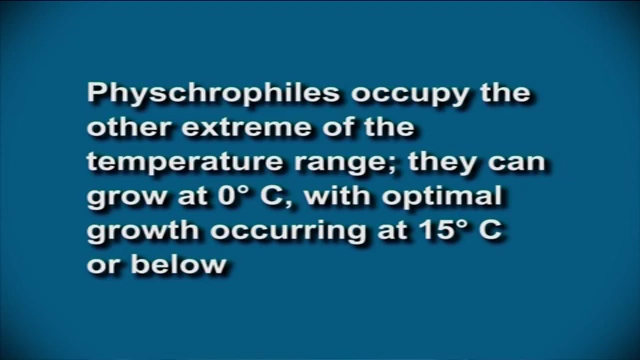 Physchrophiles occupy the
other extreme of the
temperature range; they can
grow at 0° C, with optimal
growth occurring at 15° C
or below